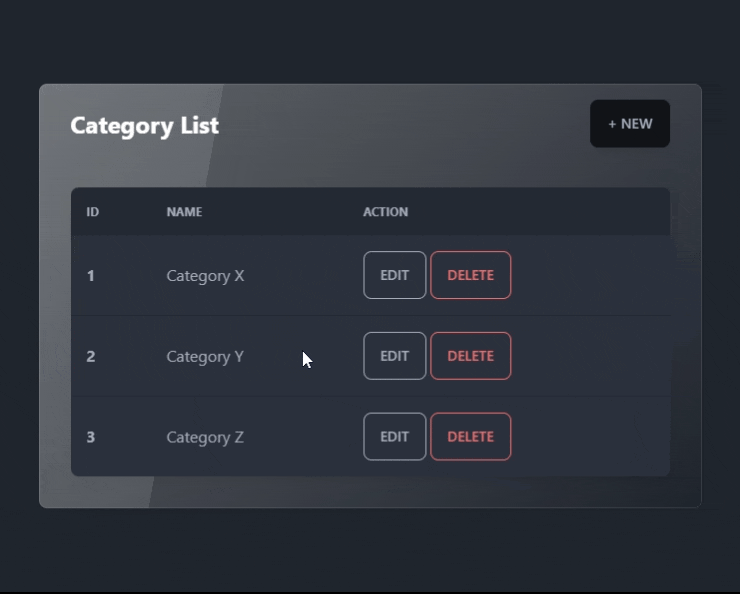 Category List
+ NEW
ID NAME ACTION
1 Category X EDIT DELETE
2 Category Y EDIT DELETE
3 Category Z EDIT DELETE